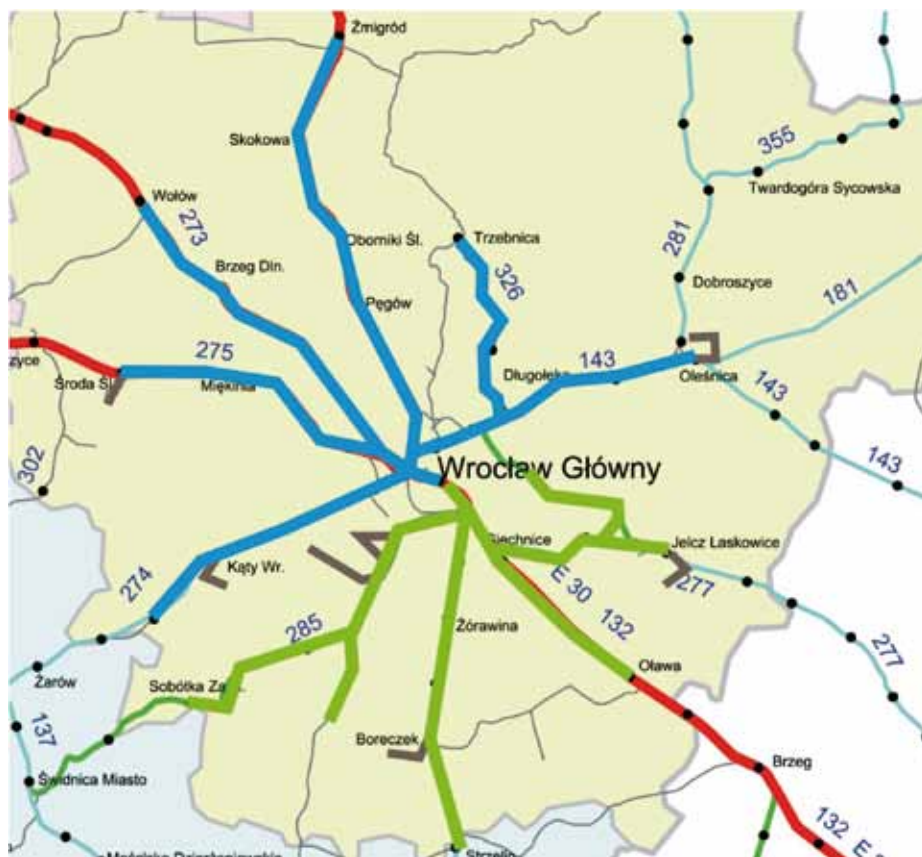 Żmigród
Skokowa
355
Twardogóra Sycowska
Wołów
273
Oborniki Śl.
Trzebnica
281
Brzeg Dln.
326
Dobroszyce
181
Pęgów
zyce
275
143
Środa Śl
Miękinia
Długołęka
Oleśnica
143
302
Wrocław Główny
143
Siechnice
Jelcz Laskowice
Kąty Wr.
E 30
277
274
132
285
Żórawina
277
Żarów
Sobótka Za
Oława
137
Boreczek
Świdnica Miasto
Brzeg
132
Strzelin